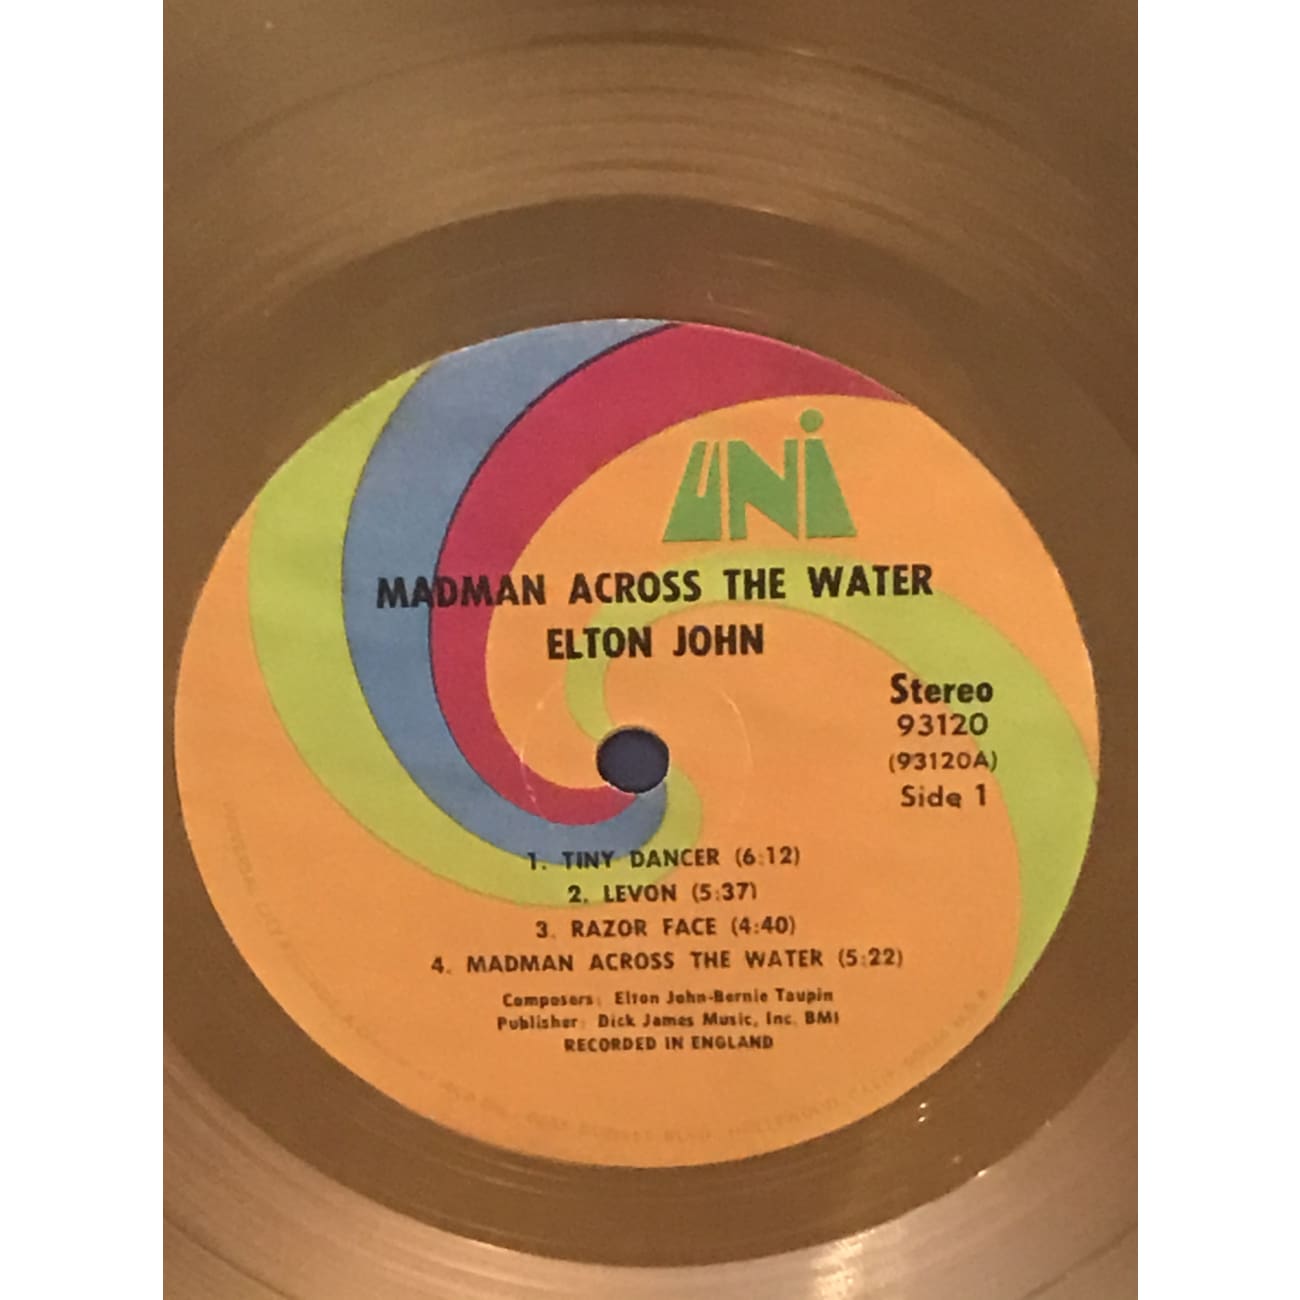 UNi
MADMAN ACROSS THE WATER
ELTON JOHN
Stereo
93120
(93120A)
Side 1
1. TINY DANCER (6:12)
2. LEVON (5:37)
3. RAZOR FACE (4:40)
4. MADMAN ACROSS THE WATER (5:22)
Composers: Elton John-Bernie Taupin
Publisher: Dick James Music, Inc. BMI
RECORDED IN ENGLAND